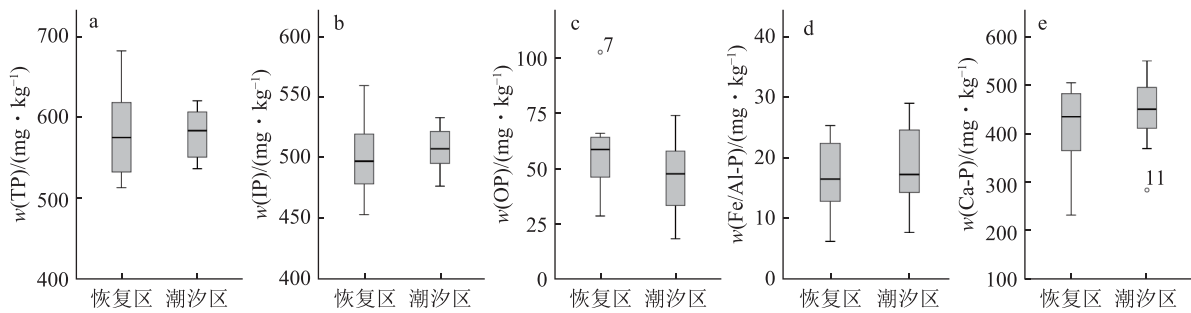 a
w(TP)/(mg·kg⁻¹)
700
600
500
400
恢复区 潮汐区
b
w(IP)/(mg·kg⁻¹)
600
550
500
450
400
恢复区 潮汐区
c
w(OP)/(mg·kg⁻¹)
100
75
50
25
0
7
恢复区 潮汐区
d
w(Fe/Al-P)/(mg·kg⁻¹)
40
30
20
10
0
恢复区 潮汐区
e
w(Ca-P)/(mg·kg⁻¹)
600
500
400
300
200
100
11
恢复区 潮汐区